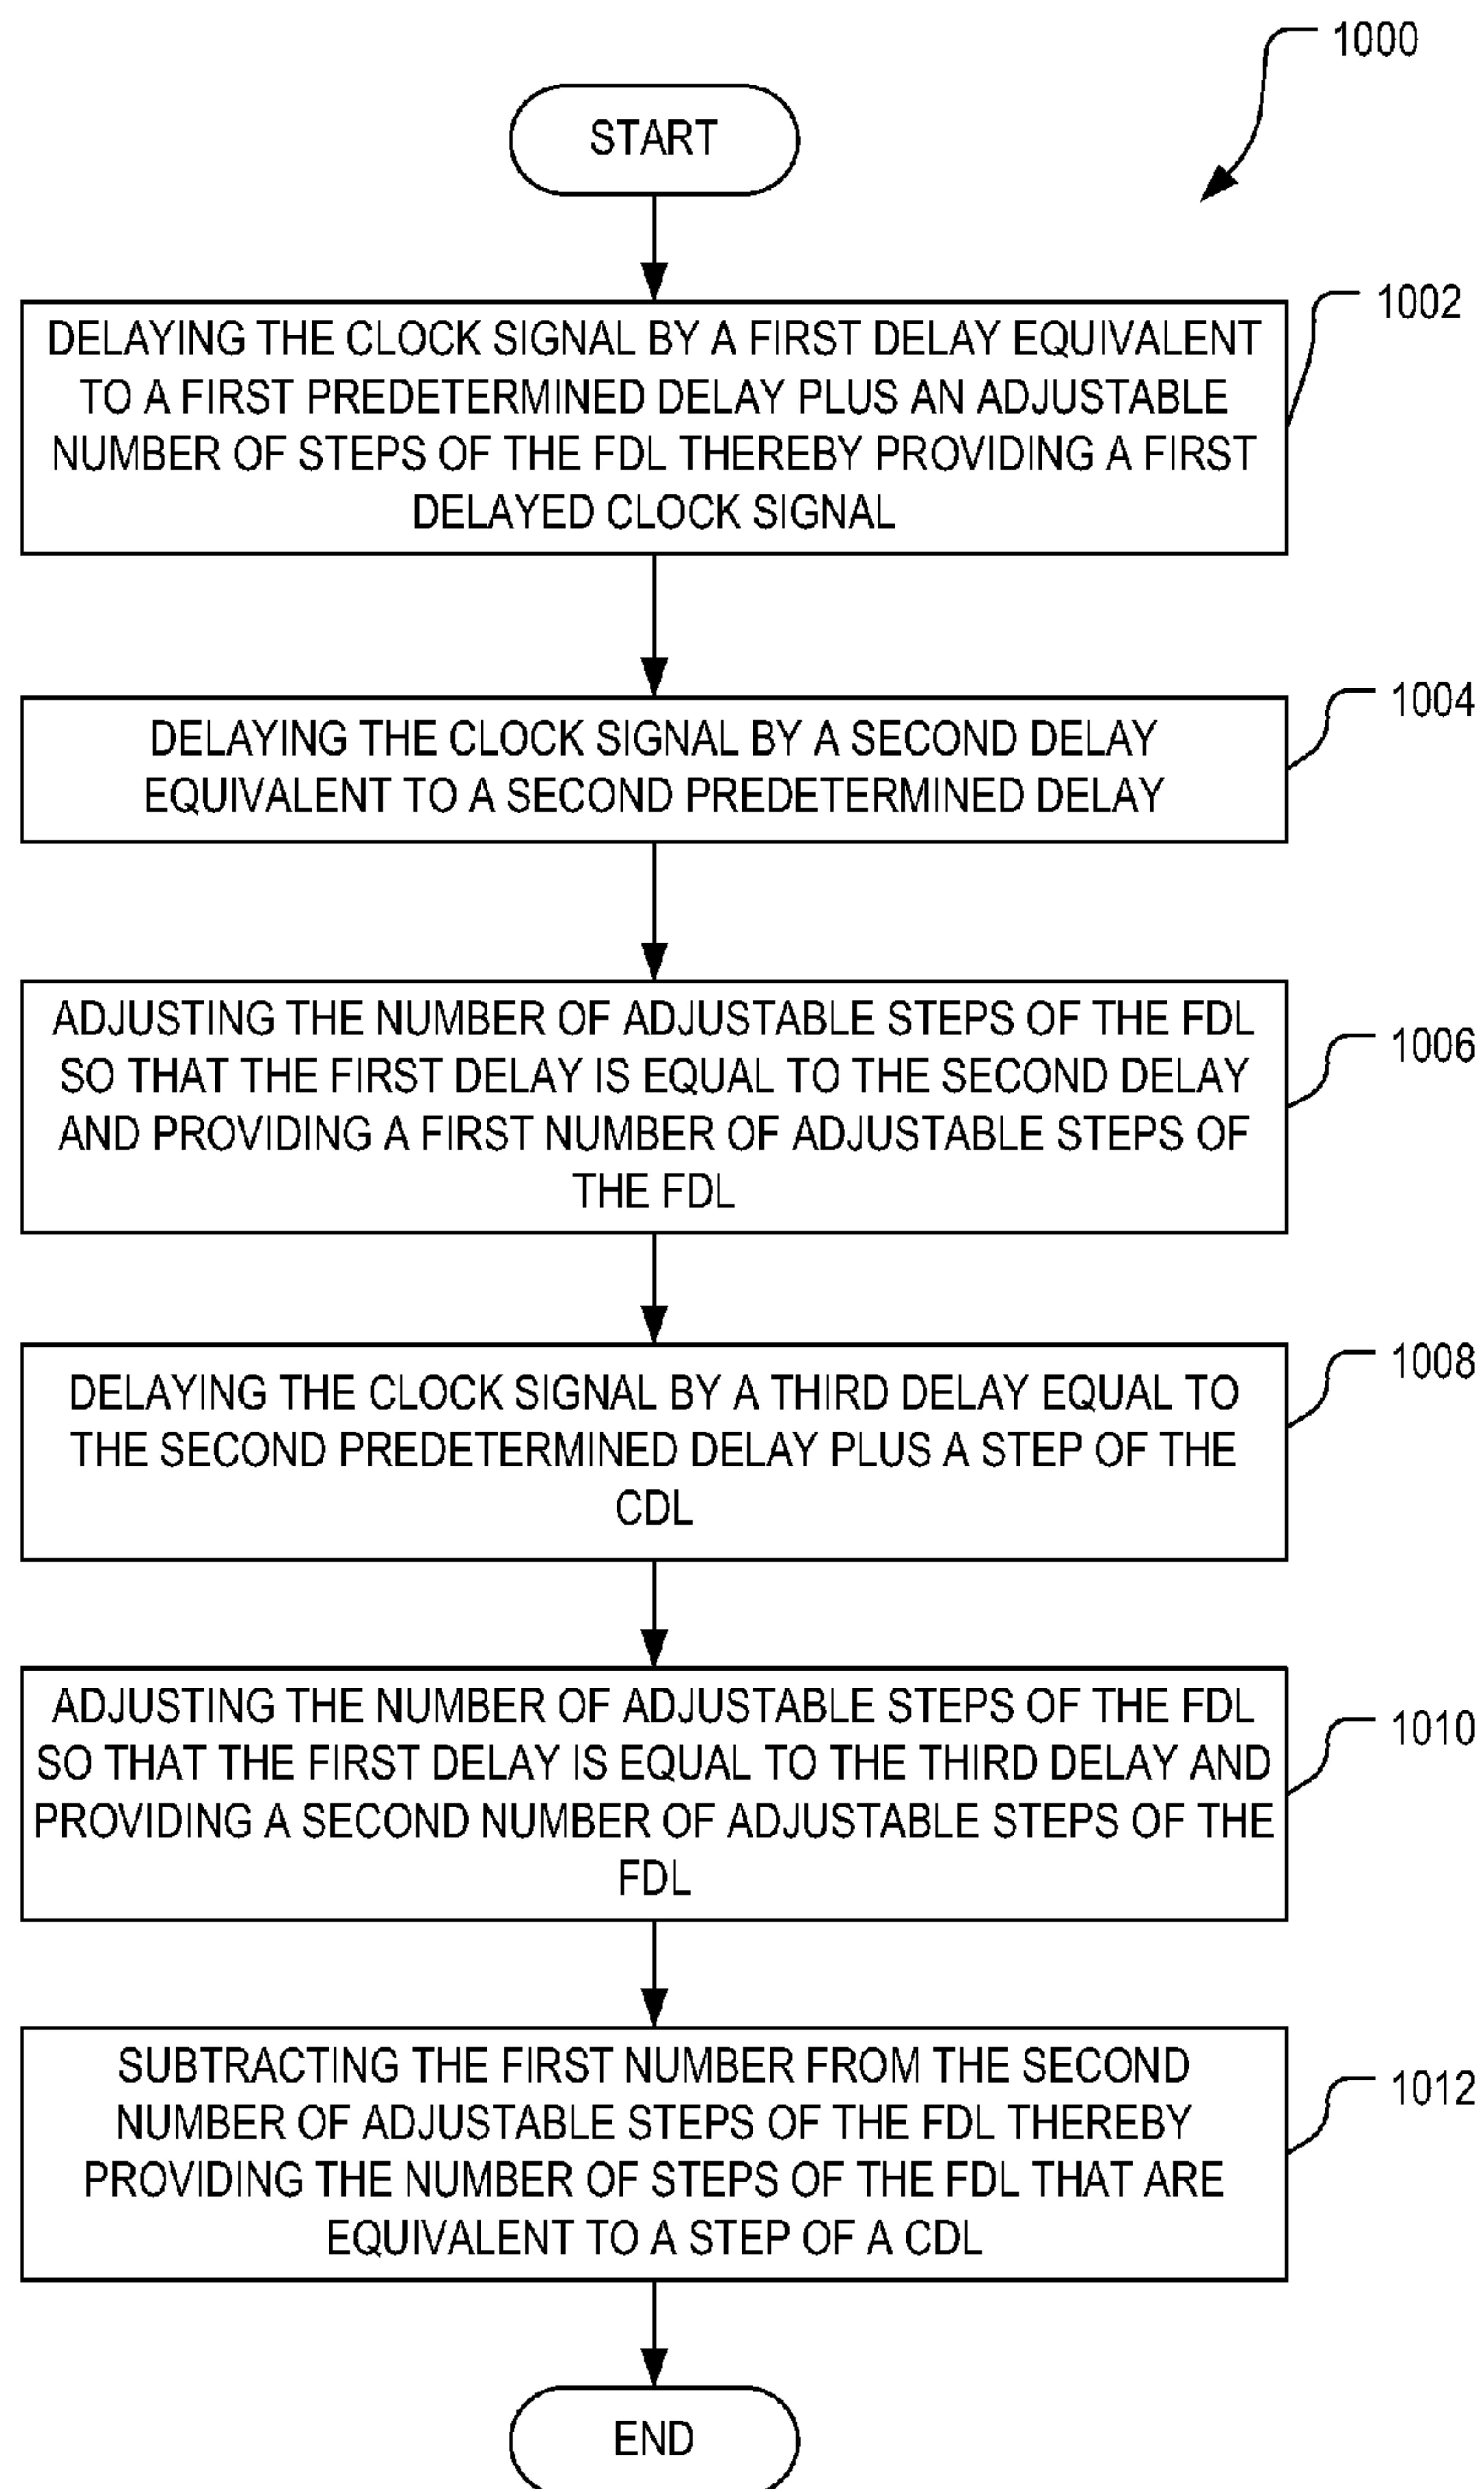 1000
START
1002
DELAYING THE CLOCK SIGNAL BY A FIRST DELAY EQUIVALENT
TO A FIRST PREDETERMINED DELAY PLUS AN ADJUSTABLE
NUMBER OF STEPS OF THE FDL THEREBY PROVIDING A FIRST
DELAYED CLOCK SIGNAL
1004
DELAYING THE CLOCK SIGNAL BY A SECOND DELAY
EQUIVALENT TO A SECOND PREDETERMINED DELAY
1006
ADJUSTING THE NUMBER OF ADJUSTABLE STEPS OF THE FDL
SO THAT THE FIRST DELAY IS EQUAL TO THE SECOND DELAY
AND PROVIDING A FIRST NUMBER OF ADJUSTABLE STEPS OF
THE FDL
1008
DELAYING THE CLOCK SIGNAL BY A THIRD DELAY EQUAL TO
THE SECOND PREDETERMINED DELAY PLUS A STEP OF THE
CDL
1010
ADJUSTING THE NUMBER OF ADJUSTABLE STEPS OF THE FDL
SO THAT THE FIRST DELAY IS EQUAL TO THE THIRD DELAY AND
PROVIDING A SECOND NUMBER OF ADJUSTABLE STEPS OF THE
FDL
1012
SUBTRACTING THE FIRST NUMBER FROM THE SECOND
NUMBER OF ADJUSTABLE STEPS OF THE FDL THEREBY
PROVIDING THE NUMBER OF STEPS OF THE FDL THAT ARE
EQUIVALENT TO A STEP OF A CDL
END